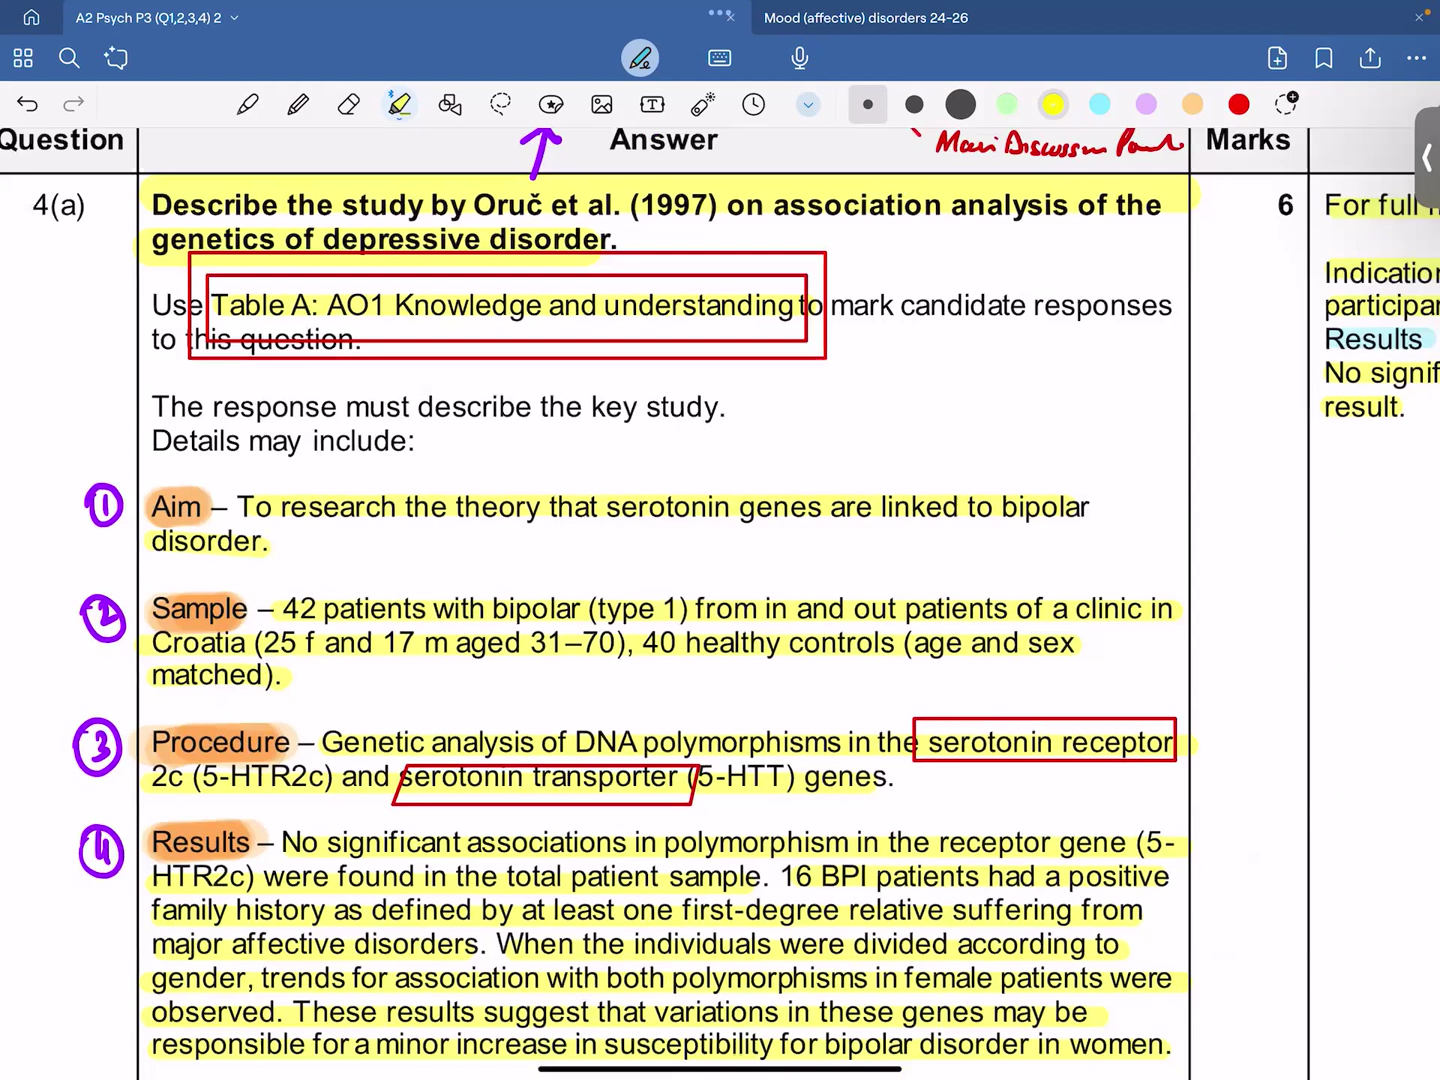 A2 Psych P3 (Q1,2,3,4) 2
Mood (affective) disorders 24-26
Question
Answer
Main Discussion
Marks
4(a)
Describe the study by Oruč et al. (1997) on association analysis of the
genetics of depressive disorder.
6
For full
Use Table A: AO1 Knowledge and understanding to mark candidate responses
to this question.
Indication
participan
Results
No signif
result.
The response must describe the key study.
Details may include:
1
Aim – To research the theory that serotonin genes are linked to bipolar
disorder.
2
Sample – 42 patients with bipolar (type 1) from in and out patients of a clinic in
Croatia (25 f and 17 m aged 31–70), 40 healthy controls (age and sex
matched).
3
Procedure – Genetic analysis of DNA polymorphisms in the serotonin receptor
2c (5-HTR2c) and serotonin transporter (5-HTT) genes.
4
Results – No significant associations in polymorphism in the receptor gene (5-
HTR2c) were found in the total patient sample. 16 BPI patients had a positive
family history as defined by at least one first-degree relative suffering from
major affective disorders. When the individuals were divided according to
gender, trends for association with both polymorphisms in female patients were
observed. These results suggest that variations in these genes may be
responsible for a minor increase in susceptibility for bipolar disorder in women.